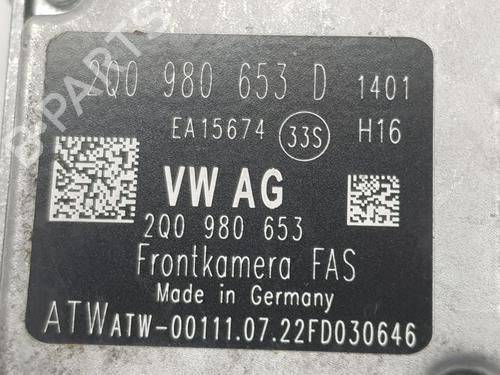 2Q0 980 653 D 1401
EA15674 33S H16
VW AG
2Q0 980 653
Frontkamera FAS
Made in Germany
ATW ATW-00111.07.22FD030646
B-PARTS